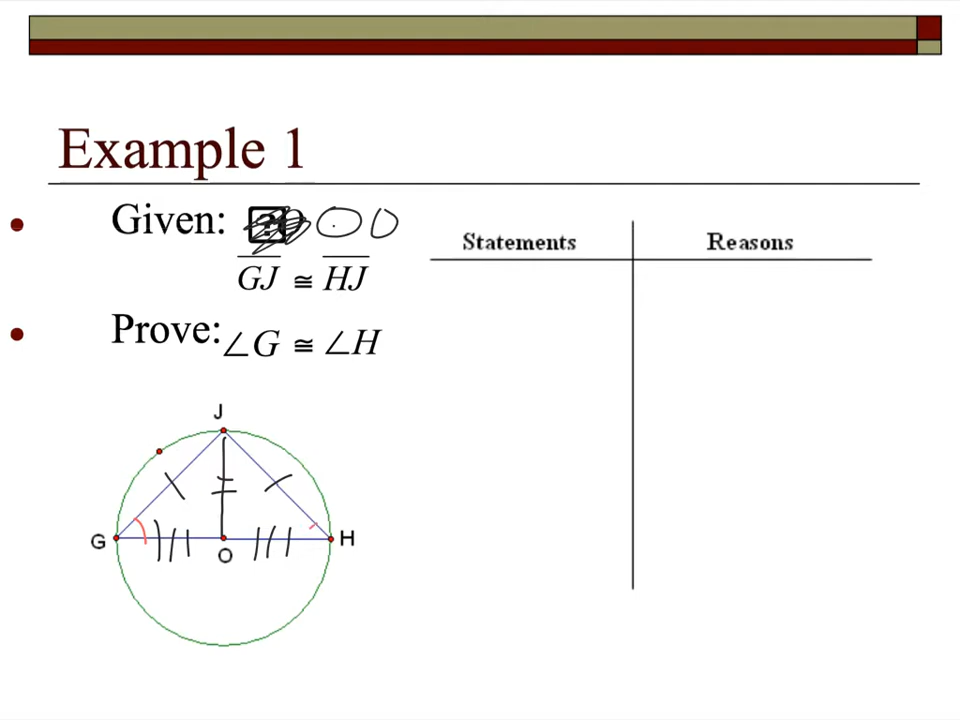 Example 1
Given: ⊙O
GJ ≅ HJ
Prove: ∠G ≅ ∠H
Statements
Reasons
J
G
O
H